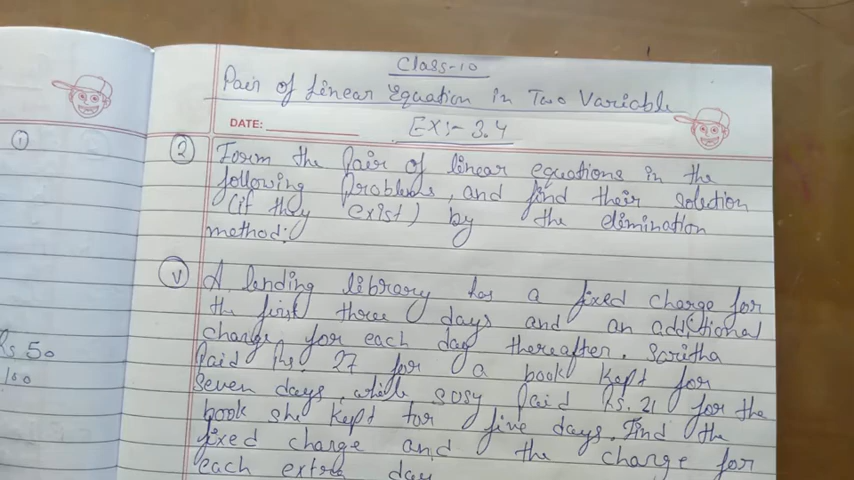 Class-10
Pair of Linear Equation in Two Variable
DATE:
EX:- 3.4
①
② Form the Pair of linear equations in the
following Problems, and find their solution
(if they exist) by the elimination
method:
Ⓥ A lending library has a fixed charge for
the first three days and an additional
charge for each day thereafter. Saritha
Paid Rs. 27 for a book kept for
Seven days, while susy Paid Rs. 21 for the
book she kept for five days. Find the
fixed charge and the charge for
each extra day
Rs 50
100